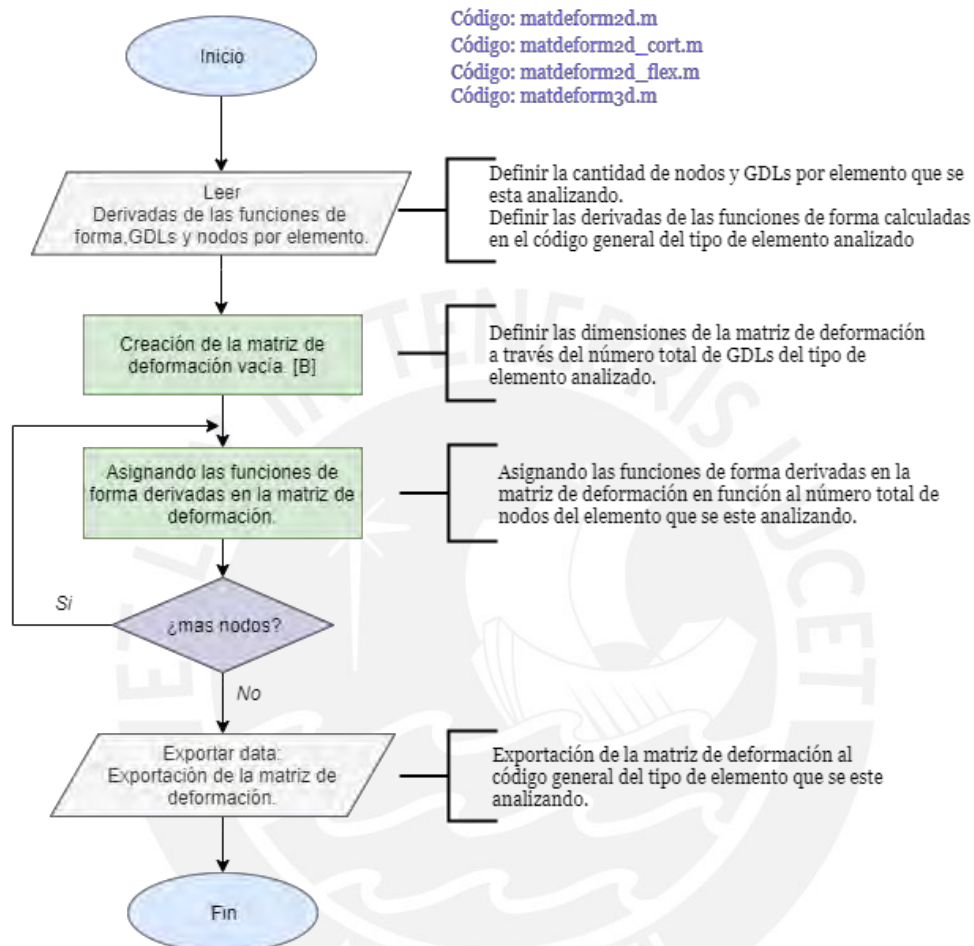 Código: matdeform2d.m
Código: matdeform2d_cort.m
Código: matdeform2d_flex.m
Código: matdeform3d.m
Inicio
Leer
Derivadas de las funciones de
forma,GDLs y nodos por elemento.
Definir la cantidad de nodos y GDLs por elemento que se
esta analizando.
Definir las derivadas de las funciones de forma calculadas
en el código general del tipo de elemento analizado
Creación de la matriz de
deformación vacía. [B]
Definir las dimensiones de la matriz de deformación
a través del número total de GDLs del tipo de
elemento analizado.
Asignando las funciones de
forma derivadas en la matriz de
deformación.
Asignando las funciones de forma derivadas en la
matriz de deformación en función al número total de
nodos del elemento que se este analizando.
Si
¿mas nodos?
No
Exportar data:
Exportación de la matriz de
deformación.
Exportación de la matriz de deformación al
código general del tipo de elemento que se este
analizando.
Fin
ET LUX IN TENEBRIS LUCET